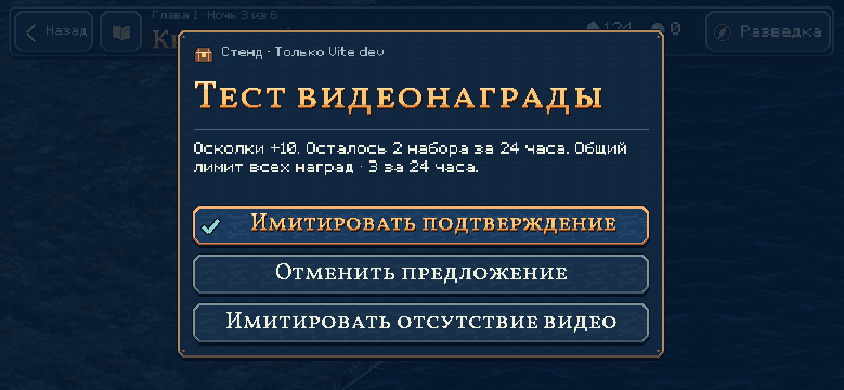 Глава I · Ночь 3 из 6
Назад
124
0
Разведка
Стенд · Только Vite dev
Тест видеонаграды
Осколки +10. Осталось 2 набора за 24 часа. Общий
лимит всех наград · 3 за 24 часа.
Имитировать подтверждение
Отменить предложение
Имитировать отсутствие видео